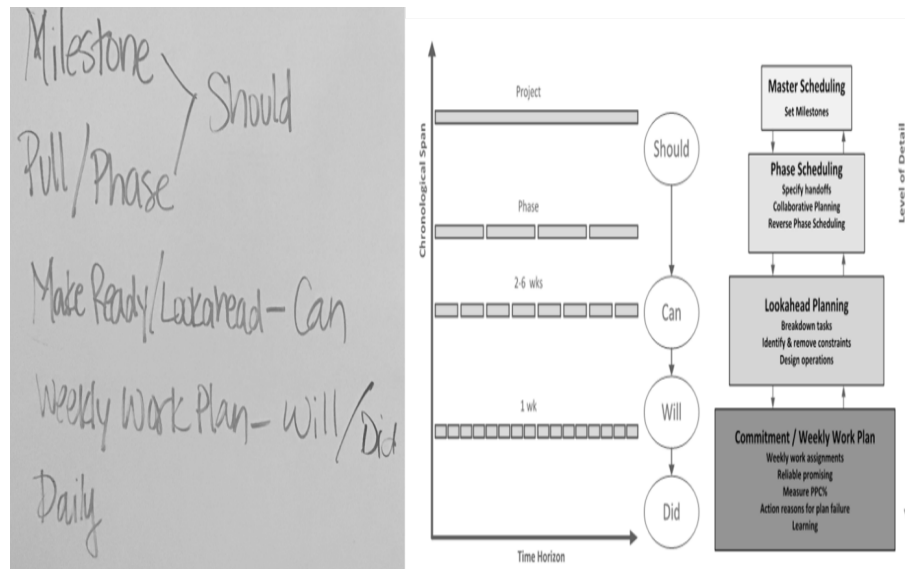 Milestone
Should
Pull/Phase
Make Ready/Lookahead – Can
Weekly Work Plan – Will/Did
Daily
Chronological Span
Project
Phase
2-6 wks
1 wk
Time Horizon
Should
Can
Will
Did
Master Scheduling
Set Milestones
Phase Scheduling
Specify handoffs
Collaborative Planning
Reverse Phase Scheduling
Lookahead Planning
Breakdown tasks
Identify & remove constraints
Design operations
Commitment / Weekly Work Plan
Weekly work assignments
Reliable promising
Measure PPC%
Action reasons for plan failure
Learning
Level of Detail